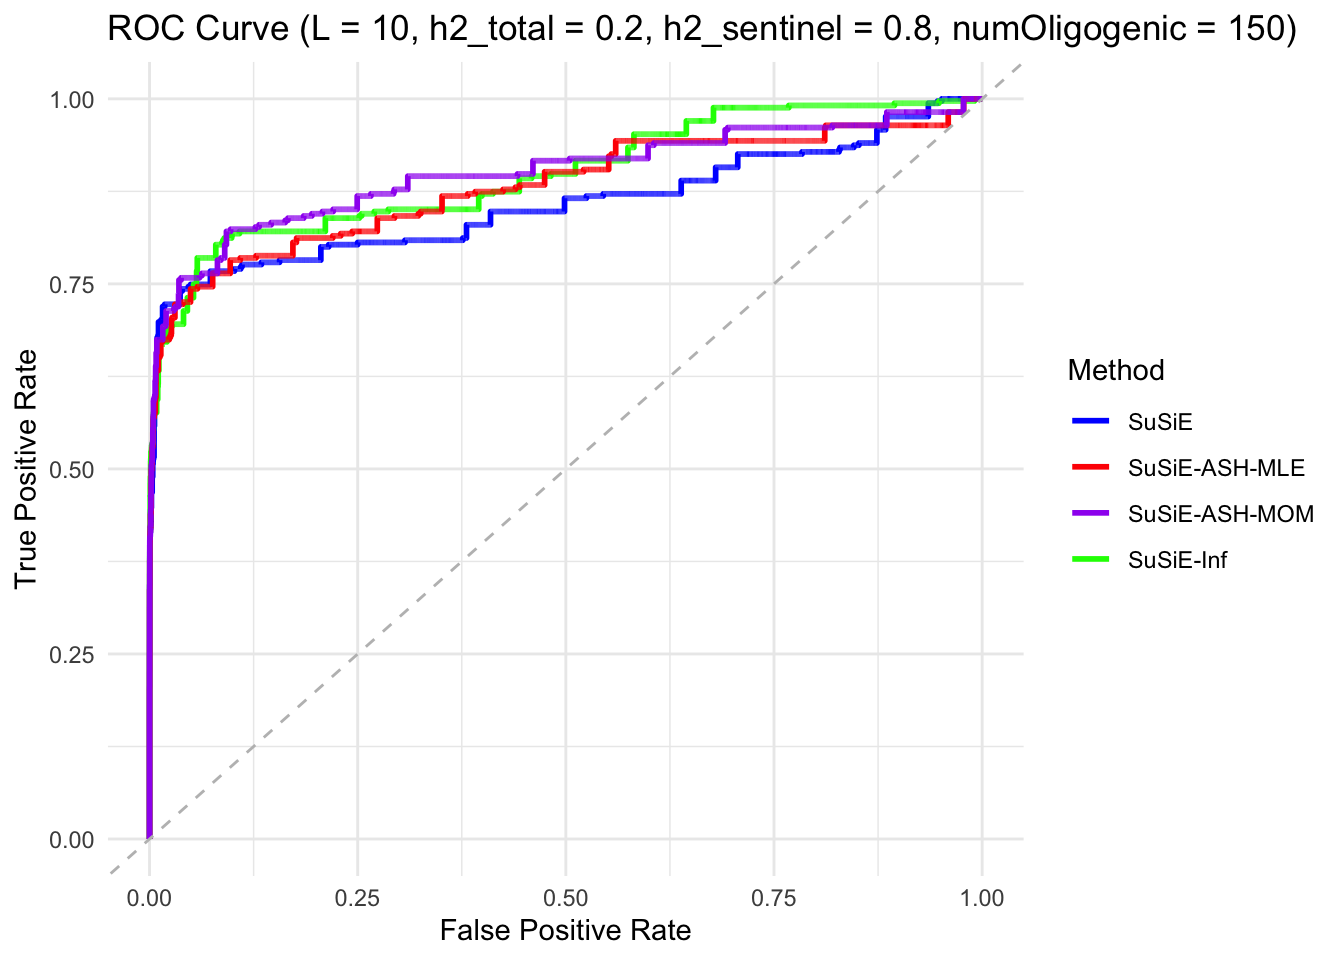 ROC Curve (L = 10, h2_total = 0.2, h2_sentinel = 0.8, numOligogenic = 150)
True Positive Rate
1.00
0.75
0.50
0.25
0.00
0.00 0.25 0.50 0.75 1.00
False Positive Rate
Method
SuSiE
SuSiE-ASH-MLE
SuSiE-ASH-MOM
SuSiE-Inf